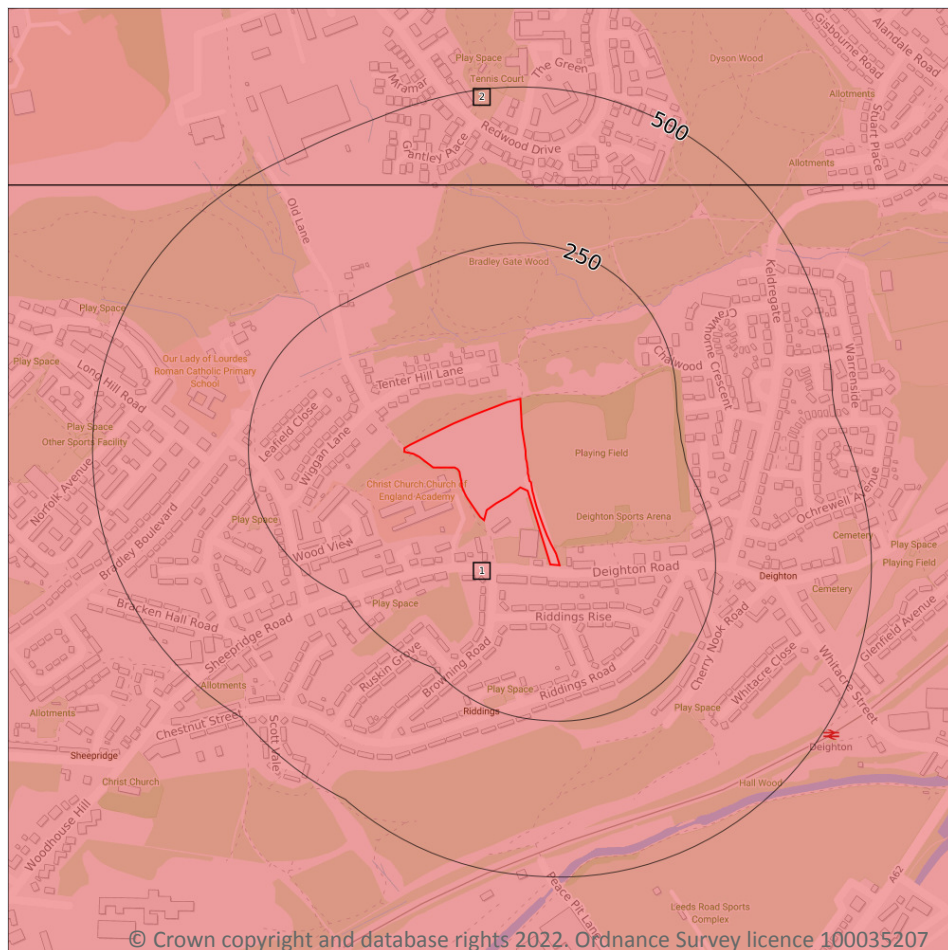 Gisbourne Road
Alandale Road
Play Space
The Green
Dyson Wood
Miramar
Tennis Court
2
Allotments
500
Stuart Place
Redwood Drive
Grantley Place
Allotments
Old Lane
250
Bradley Gate Wood
Keldregate
Play Space
Crawthorne Crescent
Our Lady of Lourdes
Roman Catholic Primary
School
Chatwood
Warrenside
Play Space
Long Hill Road
Tenter Hill Lane
Leafield Close
Play Space
Other Sports Facility
Wiggan Lane
Playing Field
Norfolk Avenue
Christ Church Church of
England Academy
Ochrewell Avenue
Bradley Boulevard
Play Space
Deighton Sports Arena
Cemetery
Play Space
Playing Field
Wood View
1
Deighton Road
Deighton
Cemetery
Bracken Hall Road
Play Space
Riddings Rise
Glenfield Avenue
Sheepridge Road
Ruskin Grove
Browning Road
Cherry Nook Road
Whitacre Close
Whitacre Street
Allotments
Play Space
Riddings Road
Allotments
Chestnut Street
Scott Vale
Riddings
Play Space
Sheepridge
Deighton
Christ Church
Hall Wood
Woodhouse Hill
Peace Pit Lane
A62
Leeds Road Sports
Complex
© Crown copyright and database rights 2022. Ordnance Survey licence 100035207